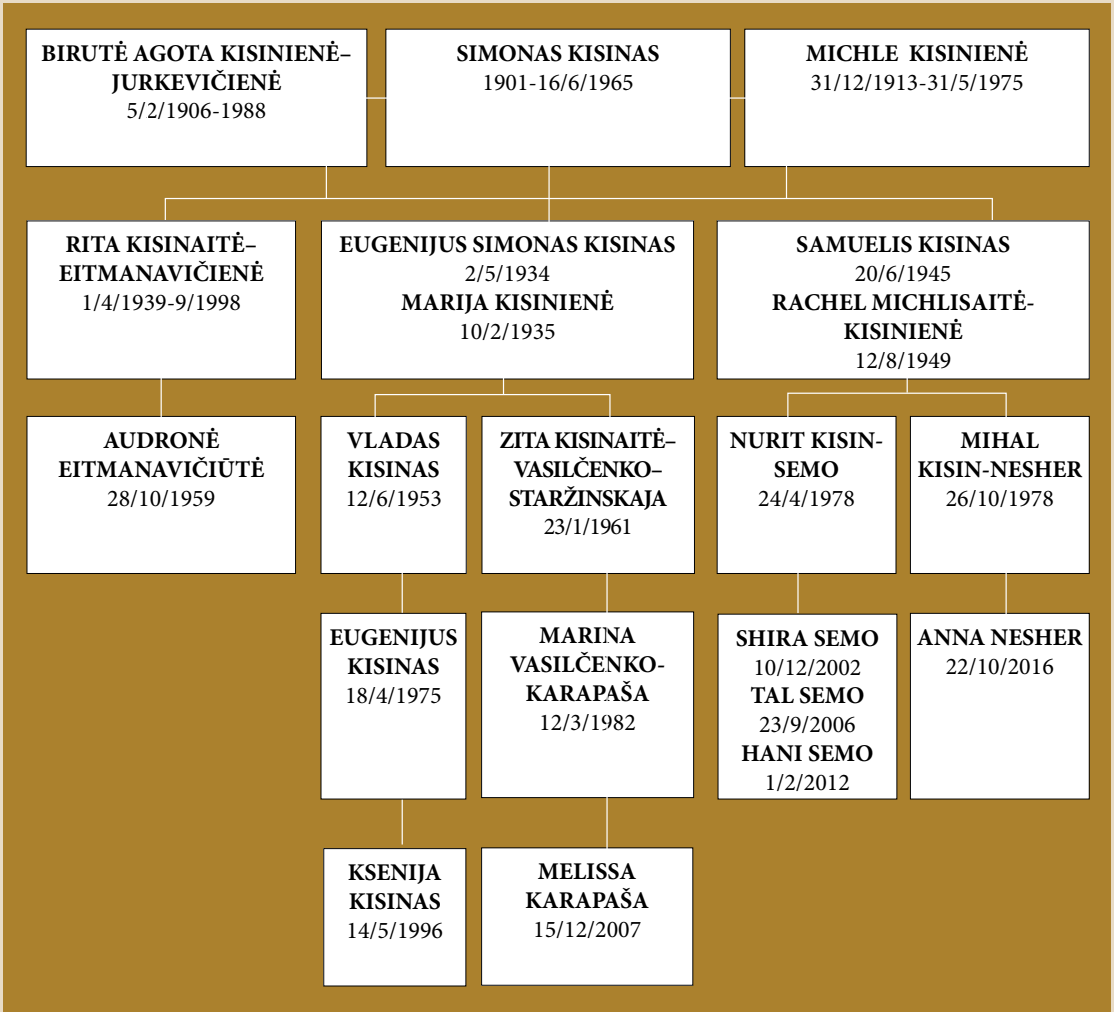 BIRUTĖ AGOTA KISINIENĖ–
JURKEVIČIENĖ
5/2/1906-1988
SIMONAS KISINAS
1901-16/6/1965
MICHLE KISINIENĖ
31/12/1913-31/5/1975
RITA KISINAITĖ–
EITMANAVIČIENĖ
1/4/1939-9/1998
EUGENIJUS SIMONAS KISINAS
2/5/1934
MARIJA KISINIENĖ
10/2/1935
SAMUELIS KISINAS
20/6/1945
RACHEL MICHLISAITĖ-
KISINIENĖ
12/8/1949
AUDRONĖ
EITMANAVIČIŪTĖ
28/10/1959
VLADAS
KISINAS
12/6/1953
ZITA KISINAITĖ–
VASILČENKO–
STARŽINSKAJA
23/1/1961
NURIT KISIN-
SEMO
24/4/1978
MIHAL
KISIN-NESHER
26/10/1978
EUGENIJUS
KISINAS
18/4/1975
MARINA
VASILČENKO-
KARAPAŠA
12/3/1982
SHIRA SEMO
10/12/2002
TAL SEMO
23/9/2006
HANI SEMO
1/2/2012
ANNA NESHER
22/10/2016
KSENIJA
KISINAS
14/5/1996
MELISSA
KARAPAŠA
15/12/2007